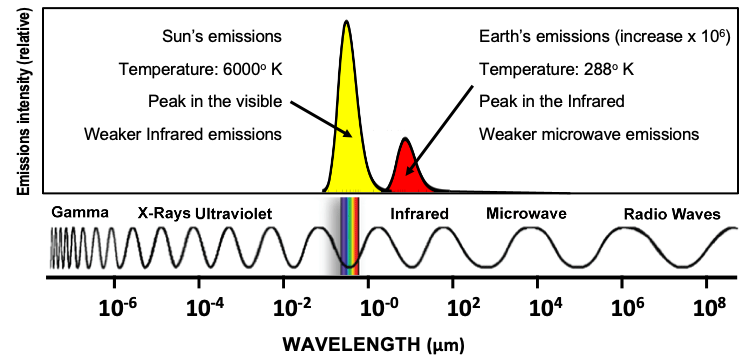 Emissions intensity (relative)
Sun's emissions
Temperature: 6000º K
Peak in the visible
Weaker Infrared emissions
Earth's emissions (increase x 10⁶)
Temperature: 288º K
Peak in the Infrared
Weaker microwave emissions
Gamma X-Rays Ultraviolet Infrared Microwave Radio Waves
10⁻⁶ 10⁻⁴ 10⁻² 10⁻⁰ 10² 10⁴ 10⁶ 10⁸
WAVELENGTH (μm)